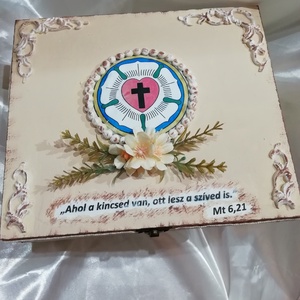 „Ahol a kincsed van, ott lesz a szíved is.
Mt 6,21